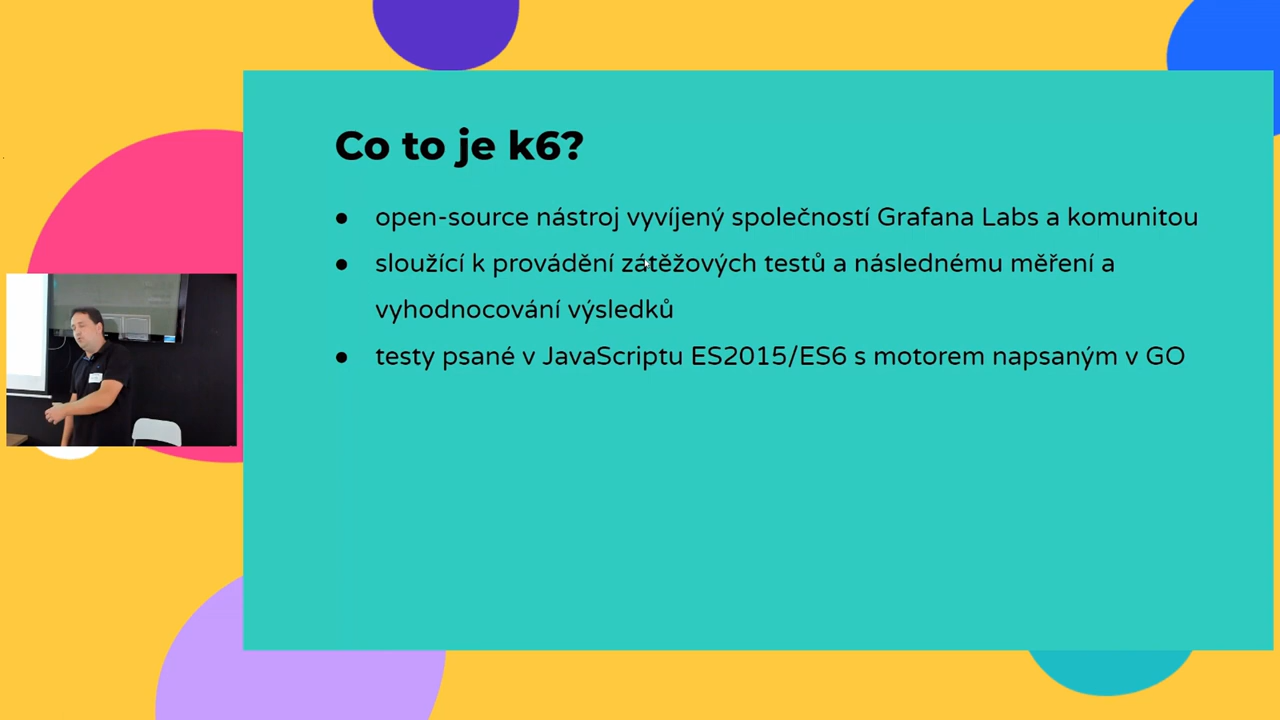 Co to je k6?
● open-source nástroj vyvíjený společností Grafana Labs a komunitou
● sloužící k provádění zátěžových testů a následnému měření a
vyhodnocování výsledků
● testy psané v JavaScriptu ES2015/ES6 s motorem napsaným v GO